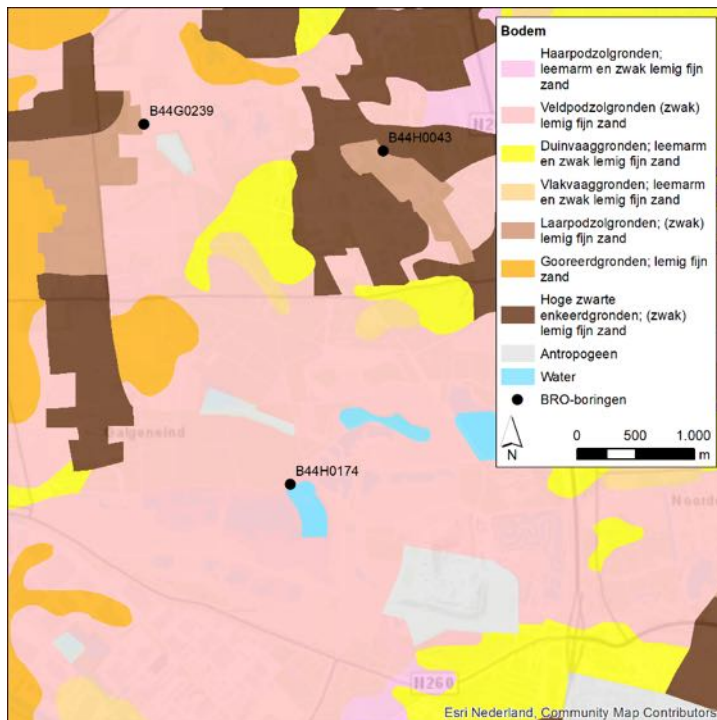 Bodem
Haarpodzolgronden;
leemarm en zwak lemig fijn
zand
B44G0239
Veldpodzolgronden (zwak)
lemig fijn zand
B44H0043
Duinvaaggronden; leemarm
en zwak lemig fijn zand
Vlakvaaggronden; leemarm
en zwak lemig fijn zand
Laarpodzolgronden; (zwak)
lemig fijn zand
Gooreerdgronden; lemig fijn
zand
Hoge zwarte
enkeerdgronden; (zwak)
lemig fijn zand
Antropogeen
Water
BRO-boringen
0 500 1.000
N m
B44H0174
N260
Esri Nederland, Community Map Contributors